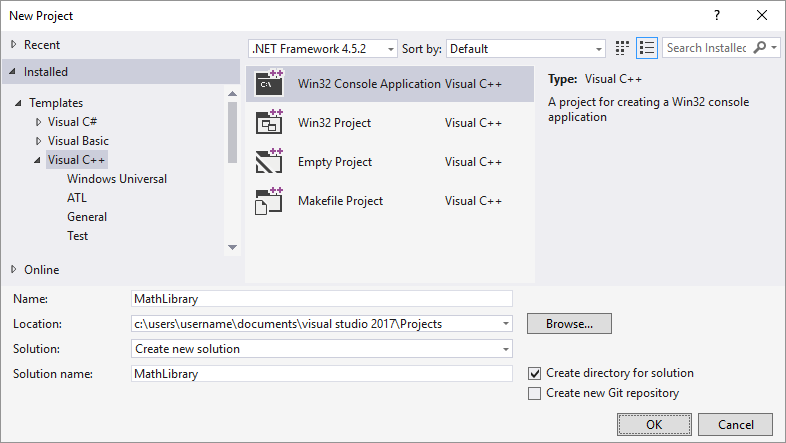 New Project
Recent
.NET Framework 4.5.2 Sort by: Default Search Installed
Installed
Templates
Visual C#
Visual Basic
Visual C++
Windows Universal
ATL
General
Test
Online
C:\ Win32 Console Application Visual C++
Win32 Project Visual C++
Empty Project Visual C++
Makefile Project Visual C++
Type: Visual C++
A project for creating a Win32 console
application
Name: MathLibrary
Location: c:\users\username\documents\visual studio 2017\Projects Browse...
Solution: Create new solution
Solution name: MathLibrary
Create directory for solution
Create new Git repository
OK Cancel